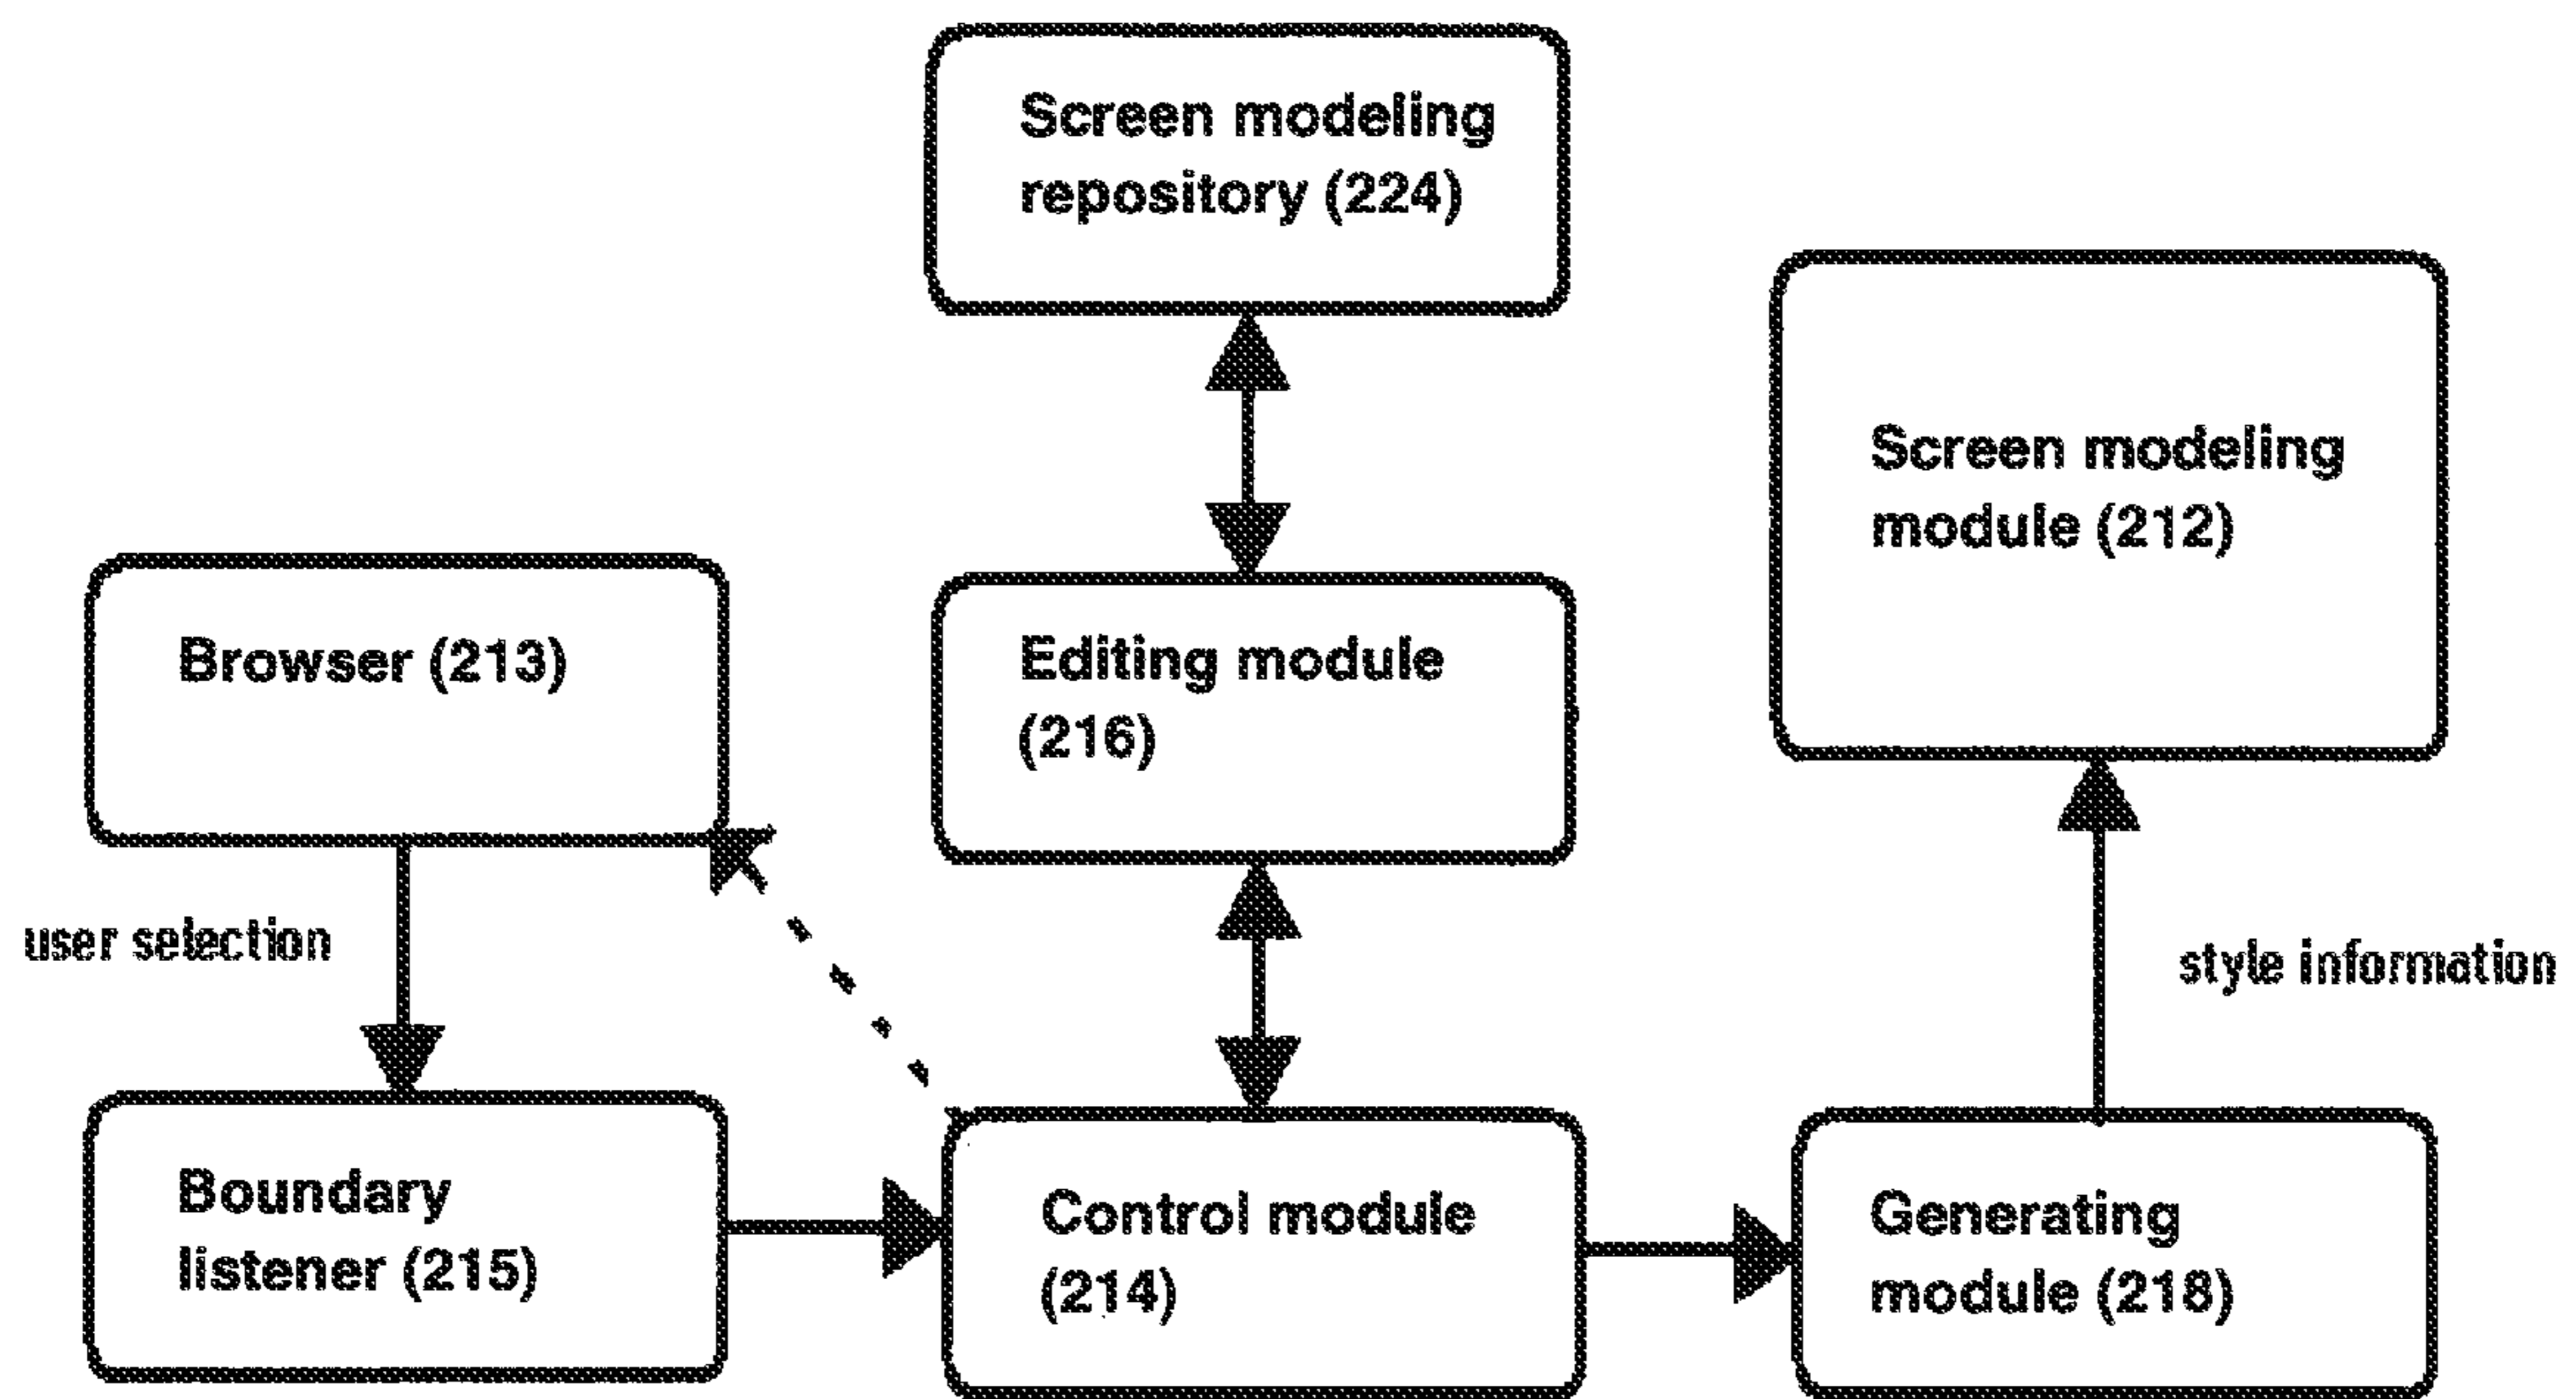 Screen modeling
repository (224)
Screen modeling
module (212)
Browser (213)
Editing module
(216)
user selection
style information
Boundary
listener (215)
Control module
(214)
Generating
module (218)